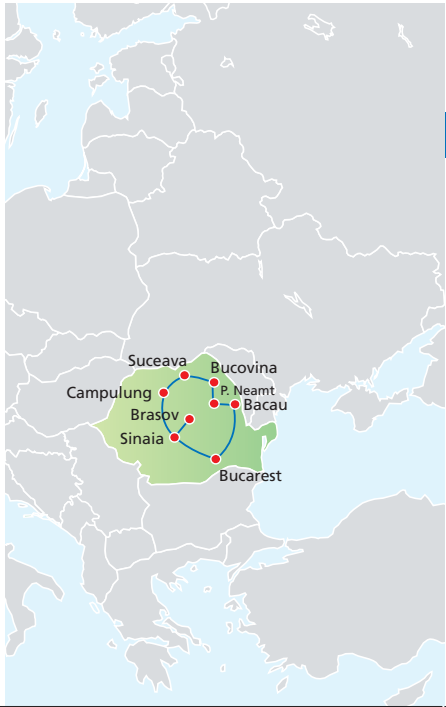 Suceava
Bucovina
Campulung
P. Neamt
Brasov
Bacau
Sinaia
Bucarest